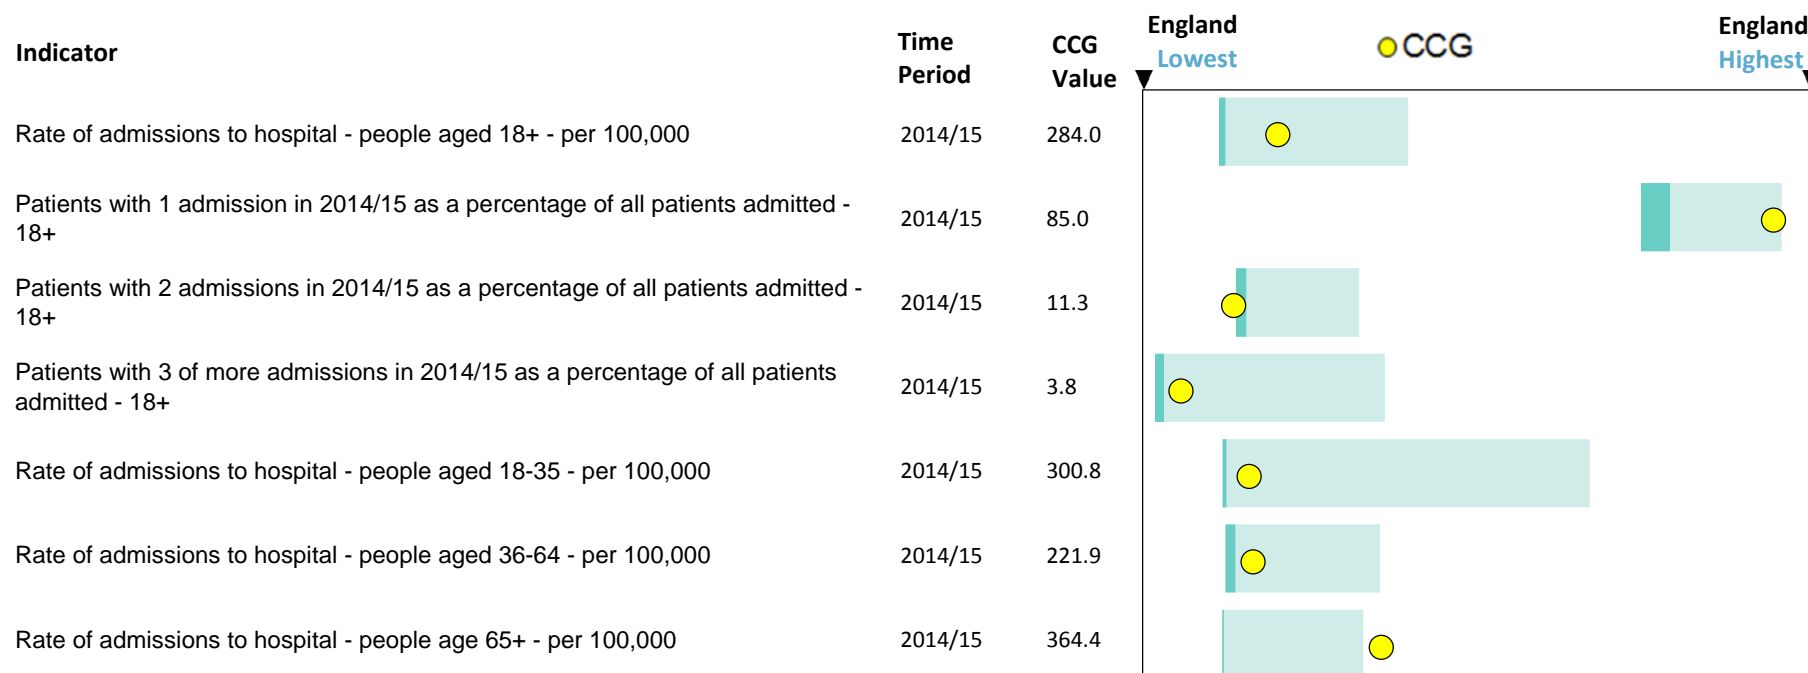 Indicator
Time Period
CCG Value
England Lowest
CCG
England Highest
Rate of admissions to hospital - people aged 18+ - per 100,000 2014/15 284.0
Patients with 1 admission in 2014/15 as a percentage of all patients admitted -
18+ 2014/15 85.0
Patients with 2 admissions in 2014/15 as a percentage of all patients admitted -
18+ 2014/15 11.3
Patients with 3 of more admissions in 2014/15 as a percentage of all patients
admitted - 18+ 2014/15 3.8
Rate of admissions to hospital - people aged 18-35 - per 100,000 2014/15 300.8
Rate of admissions to hospital - people aged 36-64 - per 100,000 2014/15 221.9
Rate of admissions to hospital - people age 65+ - per 100,000 2014/15 364.4